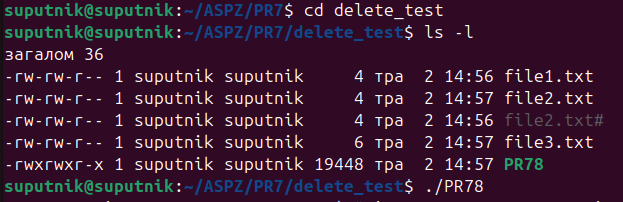 suputnik@suputnik:~/ASPZ/PR7$ cd delete_test
suputnik@suputnik:~/ASPZ/PR7/delete_test$ ls -l
загалом 36
-rw-rw-r-- 1 suputnik suputnik     4 тра  2 14:56 file1.txt
-rw-rw-r-- 1 suputnik suputnik     4 тра  2 14:57 file2.txt
-rw-rw-r-- 1 suputnik suputnik     4 тра  2 14:56 file2.txt#
-rw-rw-r-- 1 suputnik suputnik     6 тра  2 14:57 file3.txt
-rwxrwxr-x 1 suputnik suputnik 19448 тра  2 14:57 PR78
suputnik@suputnik:~/ASPZ/PR7/delete_test$ ./PR78